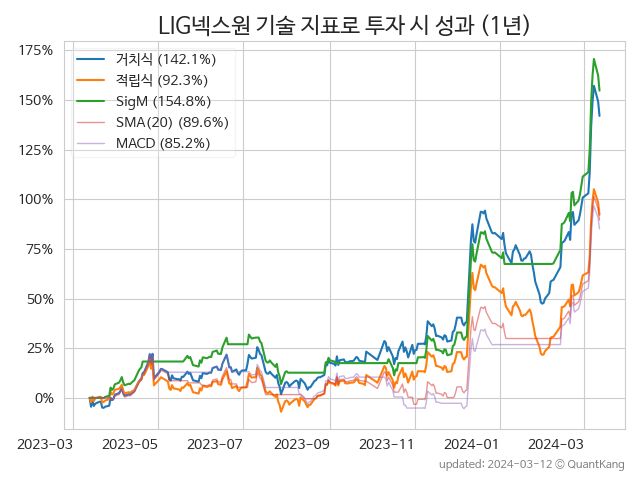 LIG넥스원 기술 지표로 투자 시 성과 (1년)
거치식 (142.1%)
적립식 (92.3%)
SigM (154.8%)
SMA(20) (89.6%)
MACD (85.2%)
175%
150%
125%
100%
75%
50%
25%
0%
2023-03 2023-05 2023-07 2023-09 2023-11 2024-01 2024-03
updated: 2024-03-12 © QuantKang